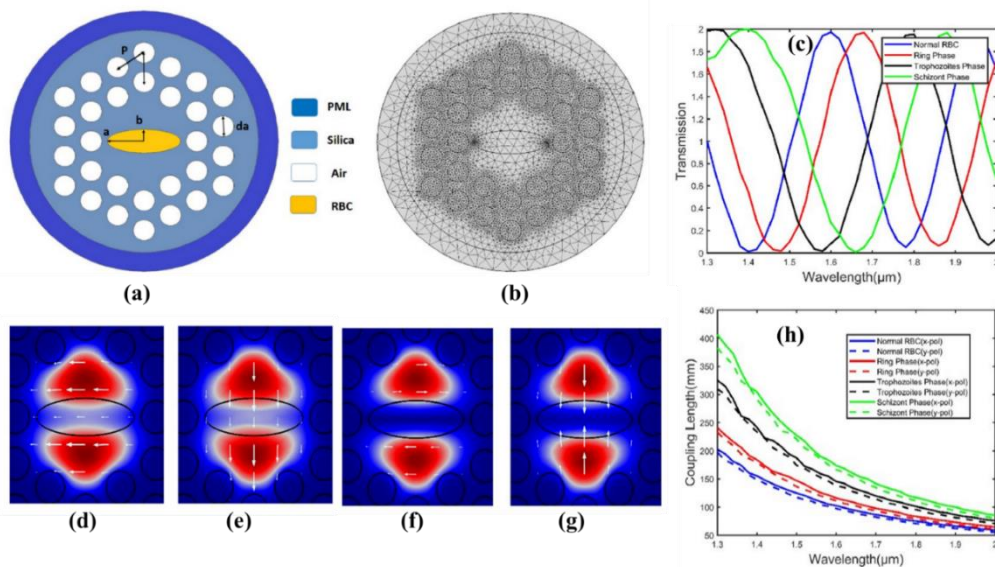 P
a
b
da
PML
Silica
Air
RBC
(a)
(b)
(c)
Normal RBC
Ring Phase
Trophozoites Phase
Schizont Phase
Transmission
2
1.8
1.6
1.4
1.2
1
0.8
0.6
0.4
0.2
0
1.3 1.4 1.5 1.6 1.7 1.8 1.9 2
Wavelength(μm)
(d)
(e)
(f)
(g)
(h)
Normal RBC(x-pol)
Normal RBC(y-pol)
Ring Phase(x-pol)
Ring Phase(y-pol)
Trophozoites Phase(x-pol)
Trophozoites Phase(y-pol)
Schizont Phase(x-pol)
Schizont Phase(y-pol)
Coupling Length(mm)
450
400
350
300
250
200
150
100
50
1.3 1.4 1.5 1.6 1.7 1.8 1.9 2
Wavelength(μm)